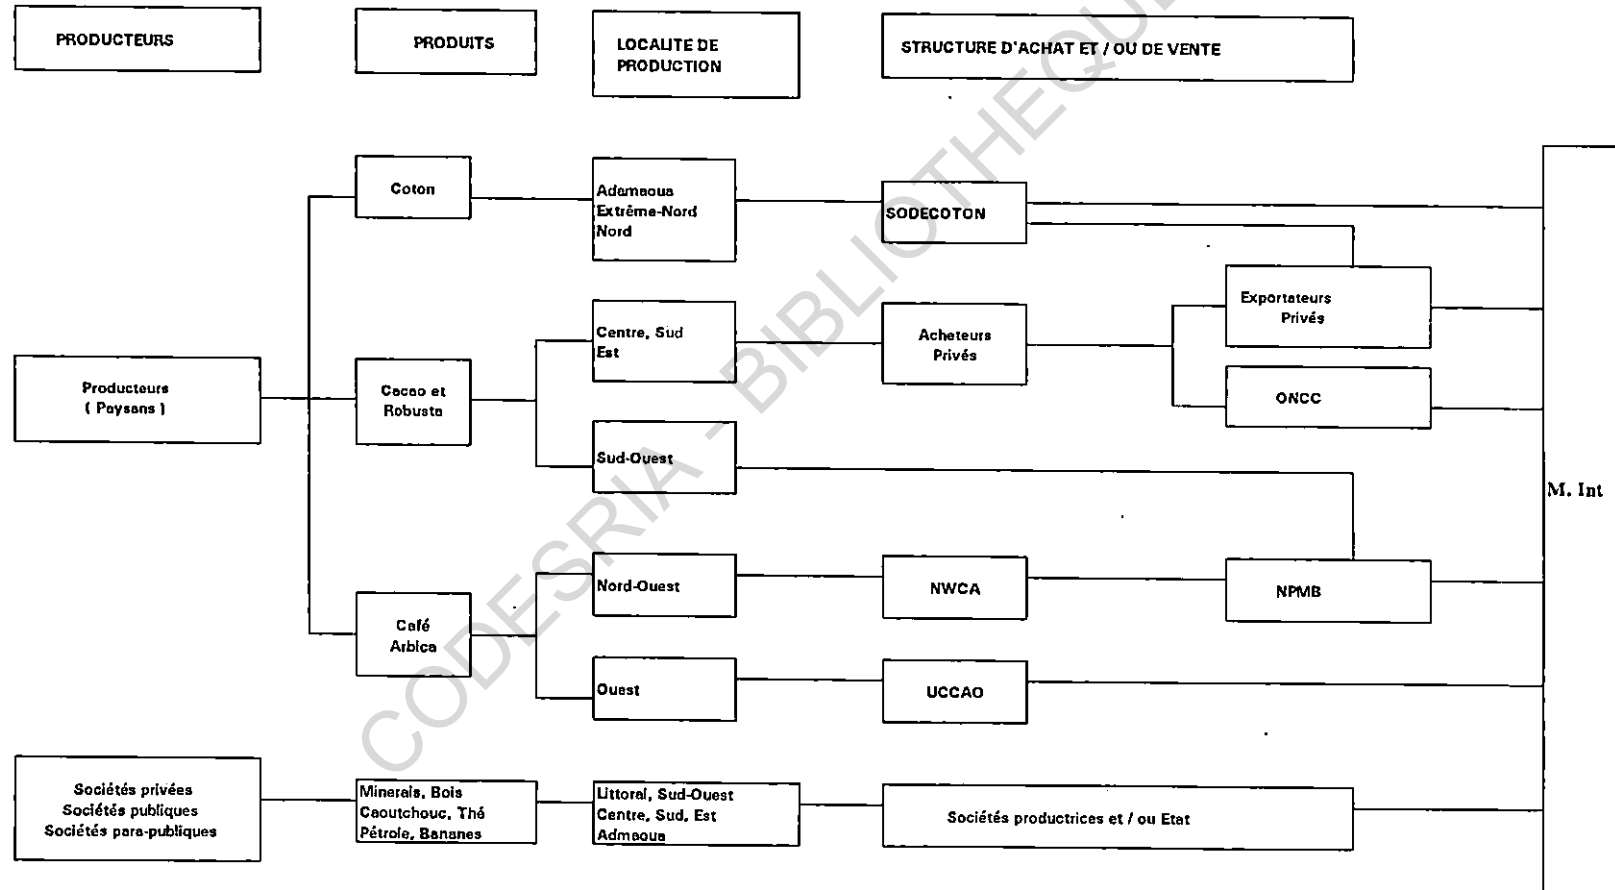 PRODUCTEURS
PRODUITS
LOCALITE DE
PRODUCTION
STRUCTURE D'ACHAT ET / OU DE VENTE
Coton
Adamaoua
Extrême-Nord
Nord
SODECOTON
Exportateurs
Privés
Centre, Sud
Est
Acheteurs
Privés
Producteurs
( Paysans )
Cacao et
Robusta
ONCC
Sud-Ouest
M. Int
Nord-Ouest
NWCA
NPMB
Café
Arbica
Ouest
UCCAO
Sociétés privées
Sociétés publiques
Sociétés para-publiques
Minerais, Bois
Caoutchouc, Thé
Pétrole, Bananes
Littoral, Sud-Ouest
Centre, Sud, Est
Admaoua
Sociétés productrices et / ou Etat
CODESRIA - BIBLIOTHEQUE